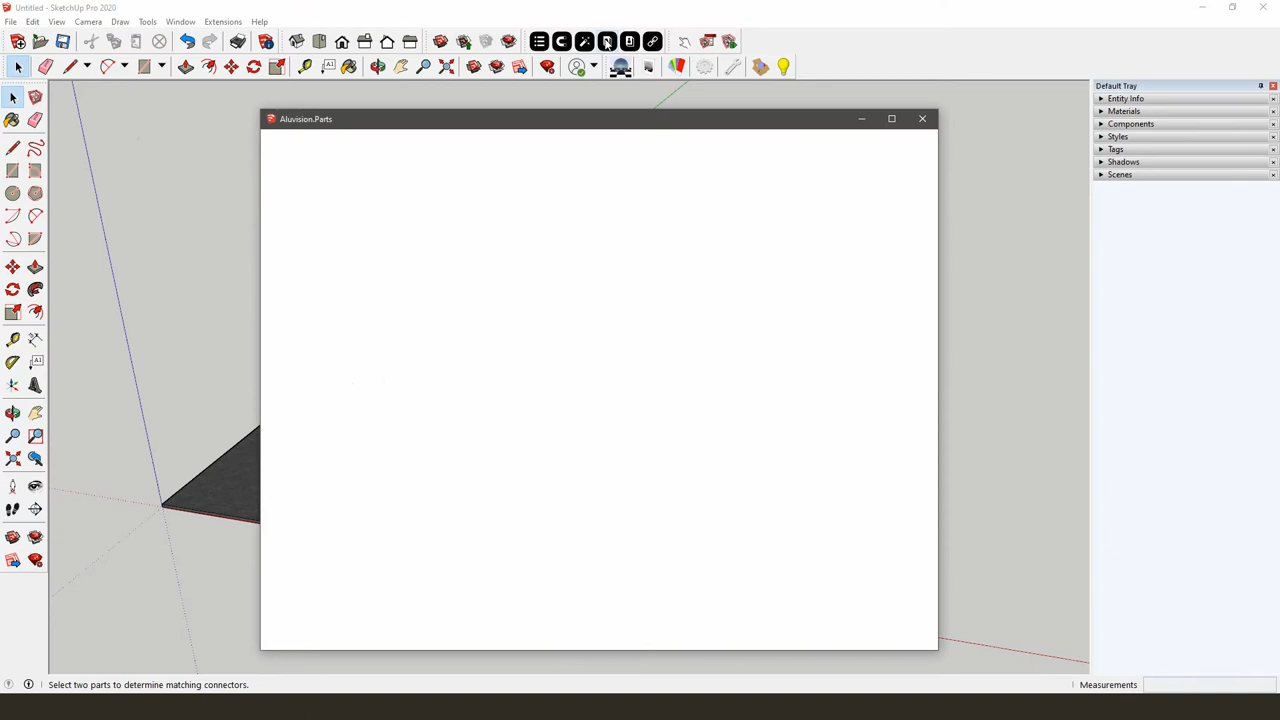 Untitled - SketchUp Pro 2020
File Edit View Camera Draw Tools Window Extensions Help
Default Tray
Entity Info
Materials
Components
Styles
Tags
Shadows
Scenes
Aluvision.Parts
Select two parts to determine matching connectors.
Measurements